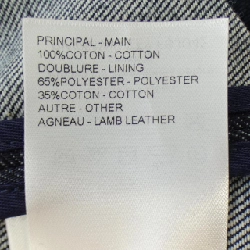 PRINCIPAL - MAIN
100%COTON - COTTON
DOUBLURE - LINING
65%POLYESTER - POLYESTER
35%COTON - COTTON
AUTRE - OTHER
AGNEAU - LAMB LEATHER